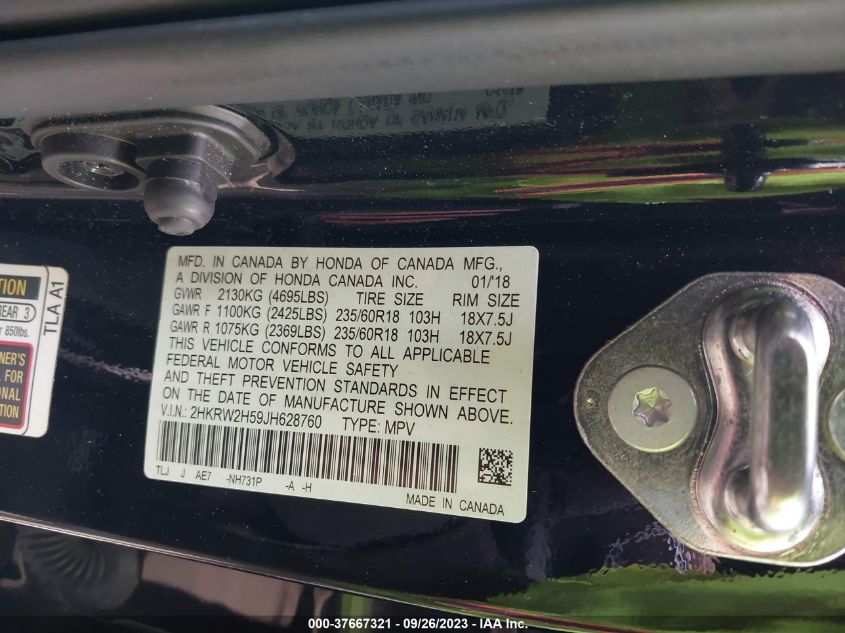 MFD. IN CANADA BY HONDA OF CANADA MFG.,
A DIVISION OF HONDA CANADA INC. 01/'18
GVWR 2130KG (4695LBS) TIRE SIZE RIM SIZE
GAWR F 1100KG (2425LBS) 235/60R18 103H 18X7.5J
GAWR R 1075KG (2369LBS) 235/60R18 103H 18X7.5J
THIS VEHICLE CONFORMS TO ALL APPLICABLE
FEDERAL MOTOR VEHICLE SAFETY
AND THEFT PREVENTION STANDARDS IN EFFECT
ON THE DATE OF MANUFACTURE SHOWN ABOVE.
V.I.N.: 2HKRW2H59JH628760 TYPE: MPV
TLJ J AE7 -NH731P -A -H
MADE IN CANADA
TLA A1
REAR 3
850lbs.
FOR
000-37667321 - 09/26/2023 - IAA Inc.